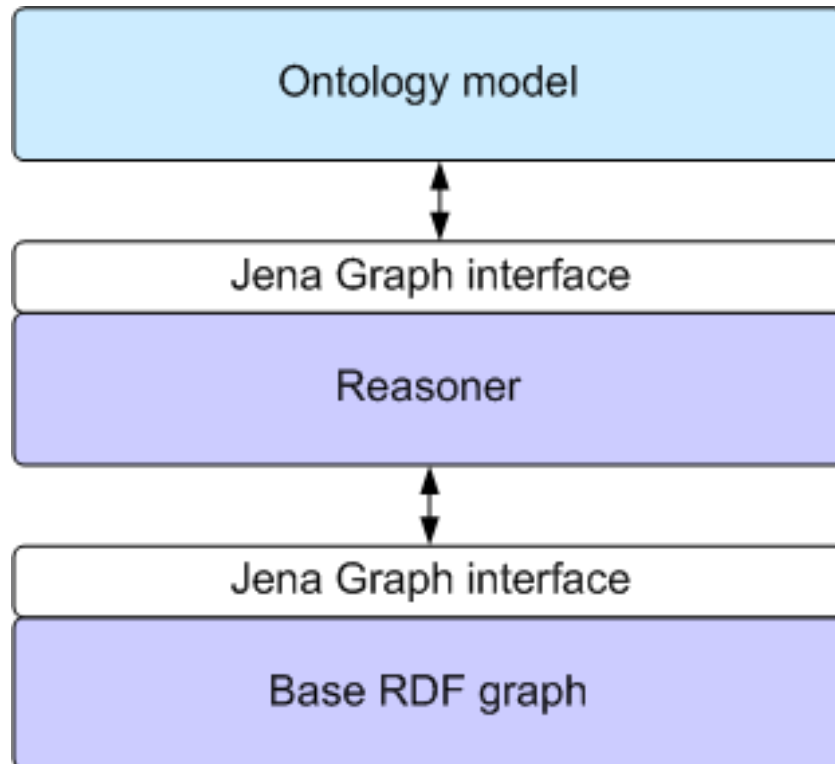 Ontology model
Jena Graph interface
Reasoner
Jena Graph interface
Base RDF graph